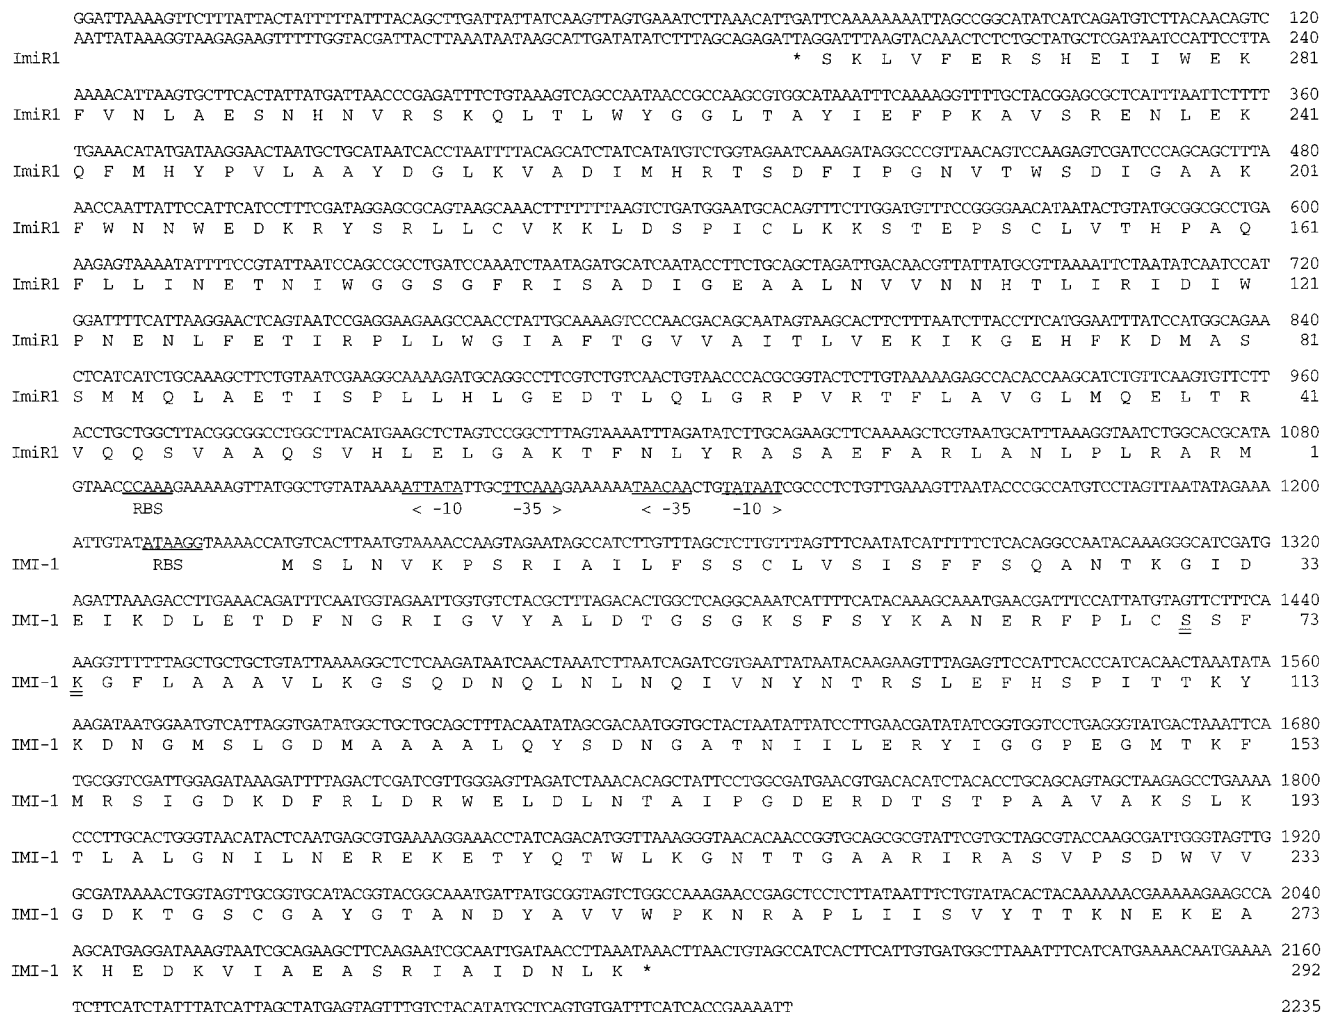 GGATTAAAAGTTCTTTATTACTATTTTTATTTACAGCTTGATTATTATCAAGTTAGTGAAATCTTAAACATTGATTCAAAAAAAATTAGCCGGCATATCATCAGATGTCTTACAACAGTC 120
AATTATAAAGGTAAGAGAAGTTTTTGGTACGATTACTTAAATAATAAGCATTGATATATCTTTAGCAGAGATTAGGATTTAAGTACAAACTCTCTGCTATGCTCGATAATCCATTCCTTA 240
ImiR1 * S K L V F E R S H E I I W E K 281
AAAACATTAAGTGCTTCACTATTATGATTAACCCGAGATTTCTGTAAAGTCAGCCAATAACCGCCAAGCGTGGCATAAATTTCAAAAGGTTTTGCTACGGAGCGCTCATTTAATTCTTTT 360
ImiR1 F V N L A E S N H N V R S K Q L T L W Y G G L T A Y I E F P K A V S R E N L E K 241
TGAAACATATGATAAGGAACTAATGCTGCATAATCACCTAATTTTACAGCATCTATCATATGTCTGGTAGAATCAAAGATAGGCCCGTTAACAGTCCAAGAGTCGATCCCAGCAGCTTTA 480
ImiR1 Q F M H Y P V L A A Y D G L K V A D I M H R T S D F I P G N V T W S D I G A A K 201
AACCAATTATTCCATTCATCCTTTCGATAGGAGCGCAGTAAGCAAACTTTTTTTAAGTCTGATGGAATGCACAGTTTCTTGGATGTTTCCGGGGAACATAATACTGTATGCGGCGCCTGA 600
ImiR1 F W N N W E D K R Y S R L L C V K K L D S P I C L K K S T E P S C L V T H P A Q 161
AAGAGTAAAATATTTTCCGTATTAATCCAGCCGCCTGATCCAAATCTAATAGATGCATCAATACCTTCTGCAGCTAGATTGACAACGTTATTATGCGTTAAAATTCTAATATCAATCCAT 720
ImiR1 F L L I N E T N I W G G S G F R I S A D I G E A A L N V V N N H T L I R I D I W 121
GGATTTTCATTAAGGAACTCAGTAATCCGAGGAAGAAGCCAACCTATTGCAAAAGTCCCAACGACAGCAATAGTAAGCACTTCTTTAATCTTACCTTCATGGAATTTATCCATGGCAGAA 840
ImiR1 P N E N L F E T I R P L L W G I A F T G V V A I T L V E K I K G E H F K D M A S 81
CTCATCATCTGCAAAGCTTCTGTAATCGAAGGCAAAAGATGCAGGCCTTCGTCTGTCAACTGTAACCCACGCGGTACTCTTGTAAAAAGAGCCACACCAAGCATCTGTTCAAGTGTTCTT 960
ImiR1 S M M Q L A E T I S P L L H L G E D T L Q L G R P V R T F L A V G L M Q E L T R 41
ACCTGCTGGCTTACGGCGGCCTGGCTTACATGAAGCTCTAGTCCGGCTTTAGTAAAATTTAGATATCTTGCAGAAGCTTCAAAAGCTCGTAATGCATTTAAAGGTAATCTGGCACGCATA 1080
ImiR1 V Q Q S V A A Q S V H L E L G A K T F N L Y R A S A E F A R L A N L P L R A R M 1
GTAACCCAAAGAAAAAGTTATGGCTGTATAAAAATTATATTGCTTCAAAGAAAAAATAACAACTGTATAATCGCCCTCTGTTGAAAGTTAATACCCGCCATGTCCTAGTTAATATAGAAA 1200
RBS < -10 -35 > < -35 -10 >
ATTGTATATAAGGTAAAACCATGTCACTTAATGTAAAACCAAGTAGAATAGCCATCTTGTTTAGCTCTTGTTTAGTTTCAATATCATTTTTCTCACAGGCCAATACAAAGGGCATCGATG 1320
IMI-1 RBS M S L N V K P S R I A I L F S S C L V S I S F F S Q A N T K G I D 33
AGATTAAAGACCTTGAAACAGATTTCAATGGTAGAATTGGTGTCTACGCTTTAGACACTGGCTCAGGCAAATCATTTTCATACAAAGCAAATGAACGATTTCCATTATGTAGTTCTTTCA 1440
IMI-1 E I K D L E T D F N G R I G V Y A L D T G S G K S F S Y K A N E R F P L C S S F 73
AAGGTTTTTTAGCTGCTGCTGTATTAAAAGGCTCTCAAGATAATCAACTAAATCTTAATCAGATCGTGAATTATAATACAAGAAGTTTAGAGTTCCATTCACCCATCACAACTAAATATA 1560
IMI-1 K G F L A A A V L K G S Q D N Q L N L N Q I V N Y N T R S L E F H S P I T T K Y 113
AAGATAATGGAATGTCATTAGGTGATATGGCTGCTGCAGCTTTACAATATAGCGACAATGGTGCTACTAATATTATCCTTGAACGATATATCGGTGGTCCTGAGGGTATGACTAAATTCA 1680
IMI-1 K D N G M S L G D M A A A A L Q Y S D N G A T N I I L E R Y I G G P E G M T K F 153
TGCGGTCGATTGGAGATAAAGATTTTAGACTCGATCGTTGGGAGTTAGATCTAAACACAGCTATTCCTGGCGATGAACGTGACACATCTACACCTGCAGCAGTAGCTAAGAGCCTGAAAA 1800
IMI-1 M R S I G D K D F R L D R W E L D L N T A I P G D E R D T S T P A A V A K S L K 193
CCCTTGCACTGGGTAACATACTCAATGAGCGTGAAAAGGAAACCTATCAGACATGGTTAAAGGGTAACACAACCGGTGCAGCGCGTATTCGTGCTAGCGTACCAAGCGATTGGGTAGTTG 1920
IMI-1 T L A L G N I L N E R E K E T Y Q T W L K G N T T G A A R I R A S V P S D W V V 233
GCGATAAAACTGGTAGTTGCGGTGCATACGGTACGGCAAATGATTATGCGGTAGTCTGGCCAAAGAACCGAGCTCCTCTTATAATTTCTGTATACACTACAAAAAACGAAAAAGAAGCCA 2040
IMI-1 G D K T G S C G A Y G T A N D Y A V V W P K N R A P L I I S V Y T T K N E K E A 273
AGCATGAGGATAAAGTAATCGCAGAAGCTTCAAGAATCGCAATTGATAACCTTAAATAAACTTAACTGTAGCCATCACTTCATTGTGATGGCTTAAATTTCATCATGAAAACAATGAAAA 2160
IMI-1 K H E D K V I A E A S R I A I D N L K * 292
TCTTCATCTATTTATCATTAGCTATGAGTAGTTTGTCTACATATGCTCAGTGTGATTTCATCACCGAAAATT 2235